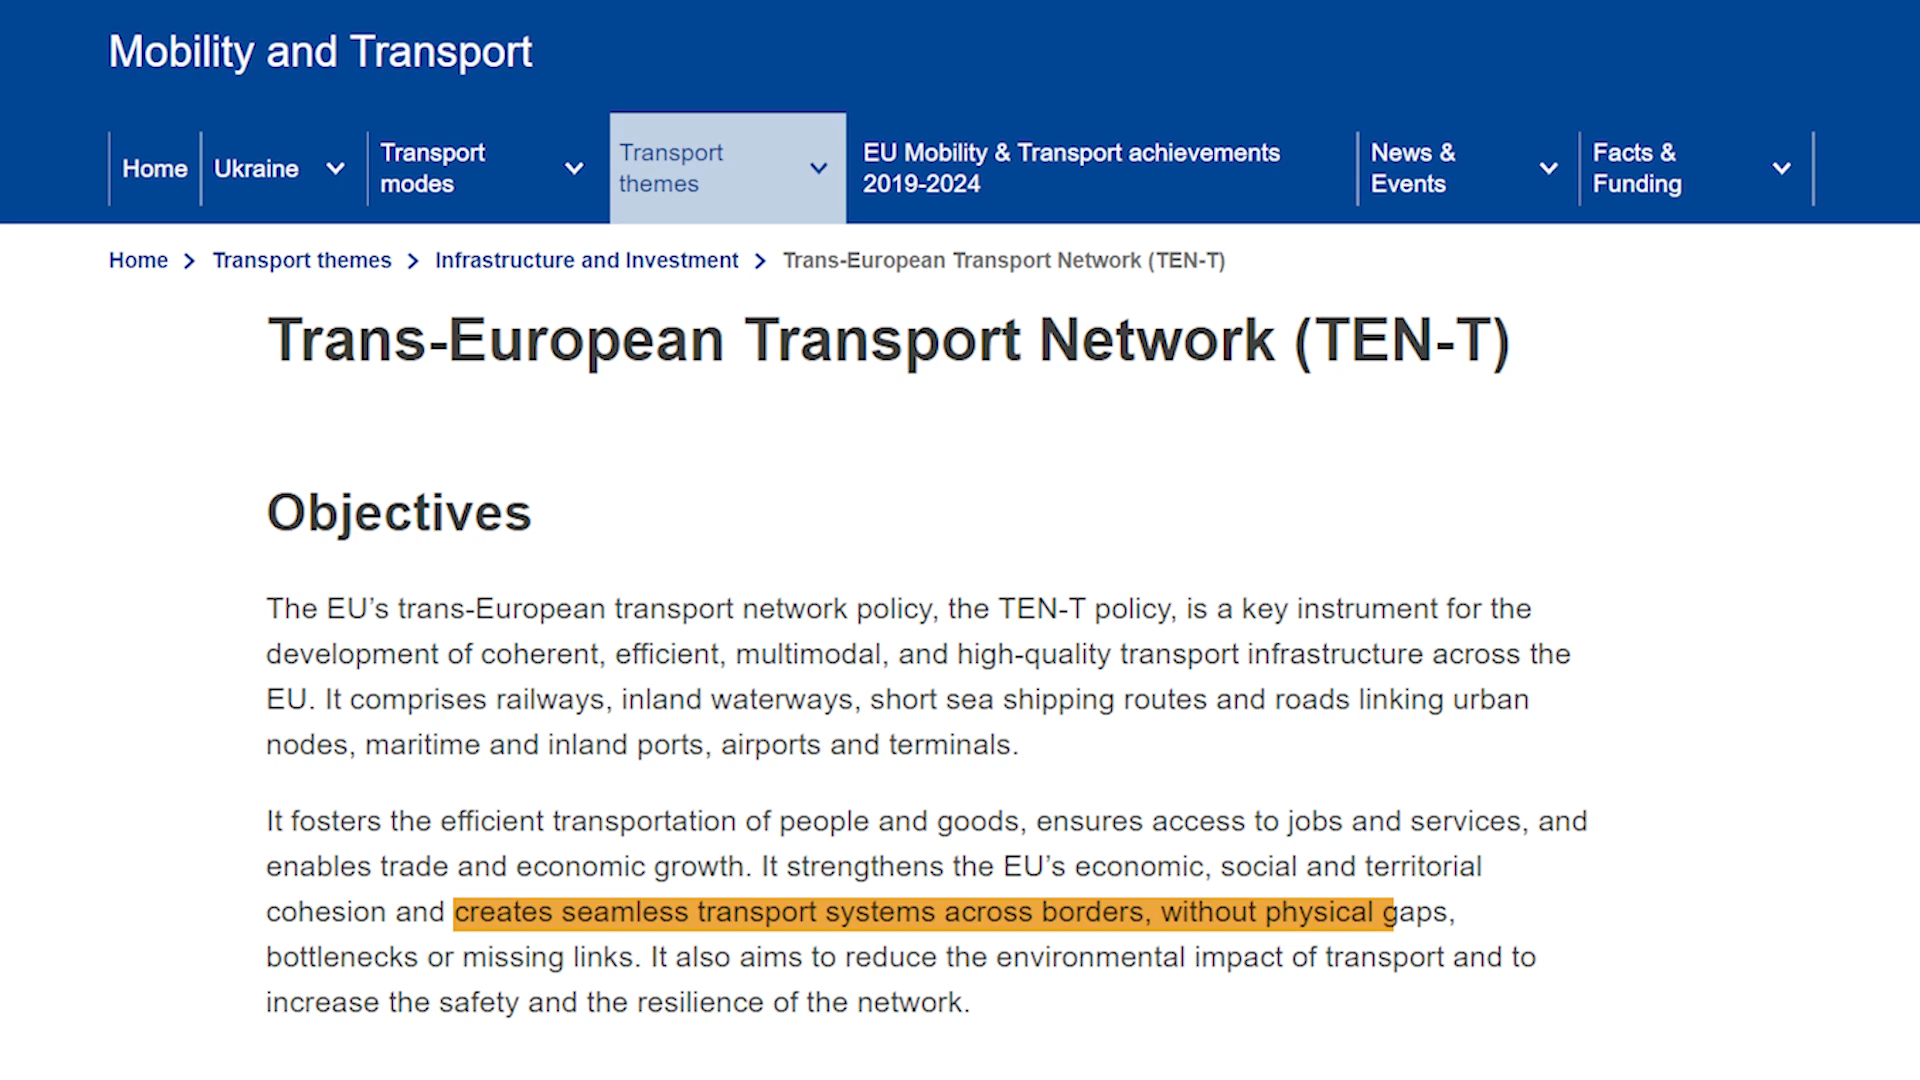 Mobility and Transport
Home
Ukraine
Transport
modes
Transport
themes
EU Mobility & Transport achievements
2019-2024
News &
Events
Facts &
Funding
Home > Transport themes > Infrastructure and Investment > Trans-European Transport Network (TEN-T)
Trans-European Transport Network (TEN-T)
Objectives
The EU’s trans-European transport network policy, the TEN-T policy, is a key instrument for the
development of coherent, efficient, multimodal, and high-quality transport infrastructure across the
EU. It comprises railways, inland waterways, short sea shipping routes and roads linking urban
nodes, maritime and inland ports, airports and terminals.
It fosters the efficient transportation of people and goods, ensures access to jobs and services, and
enables trade and economic growth. It strengthens the EU’s economic, social and territorial
cohesion and creates seamless transport systems across borders, without physical gaps,
bottlenecks or missing links. It also aims to reduce the environmental impact of transport and to
increase the safety and the resilience of the network.